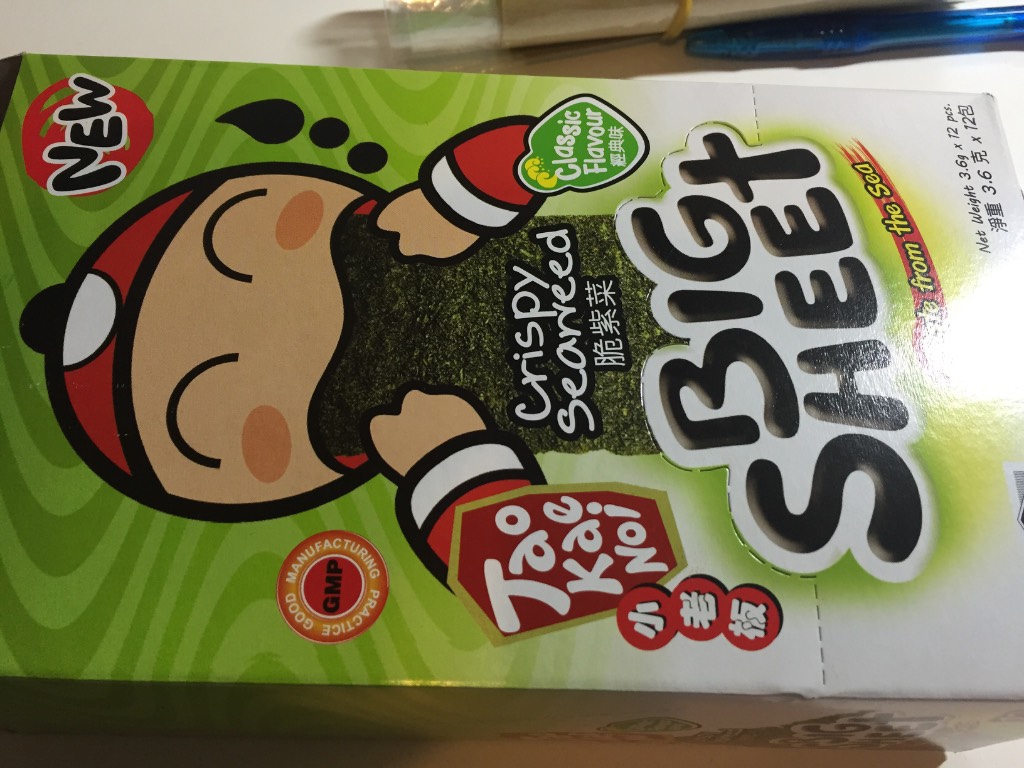 NEW
Classic
Flavour
經典味
Crispy
Seaweed
脆紫菜
BIG
SHEET
from the Sea
Tao
Kae
Noi
小老板
GOOD MANUFACTURING PRACTICE
GMP
Net Weight 3.6g x 12 pcs.
淨重 3.6 克 x 12包